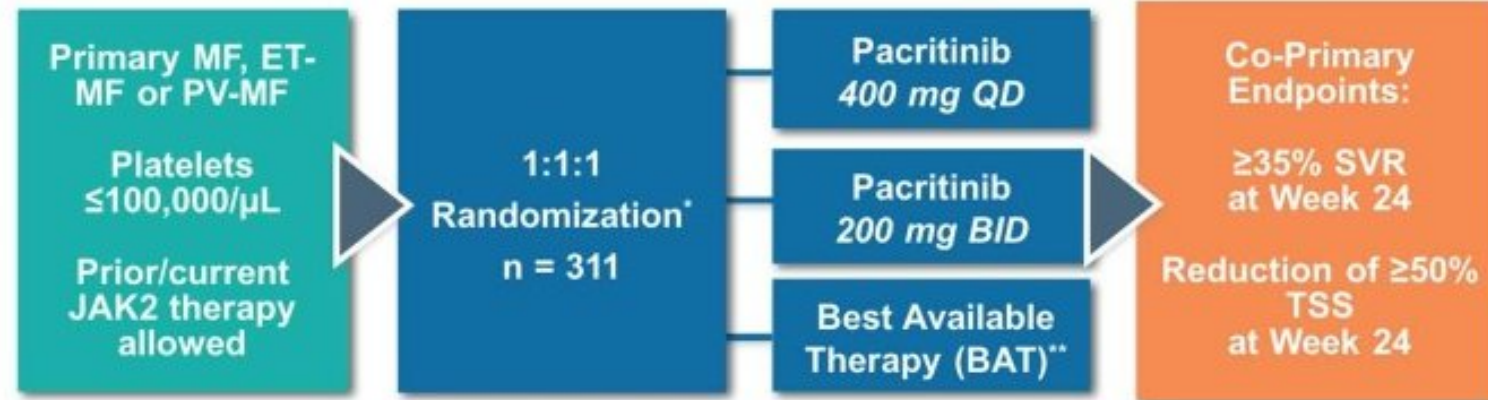 Primary MF, ET-
MF or PV-MF
Platelets
≤100,000/µL
Prior/current
JAK2 therapy
allowed
1:1:1
Randomization*
n = 311
Pacritinib
400 mg QD
Pacritinib
200 mg BID
Best Available
Therapy (BAT)**
Co-Primary
Endpoints:
≥35% SVR
at Week 24
Reduction of ≥50%
TSS
at Week 24